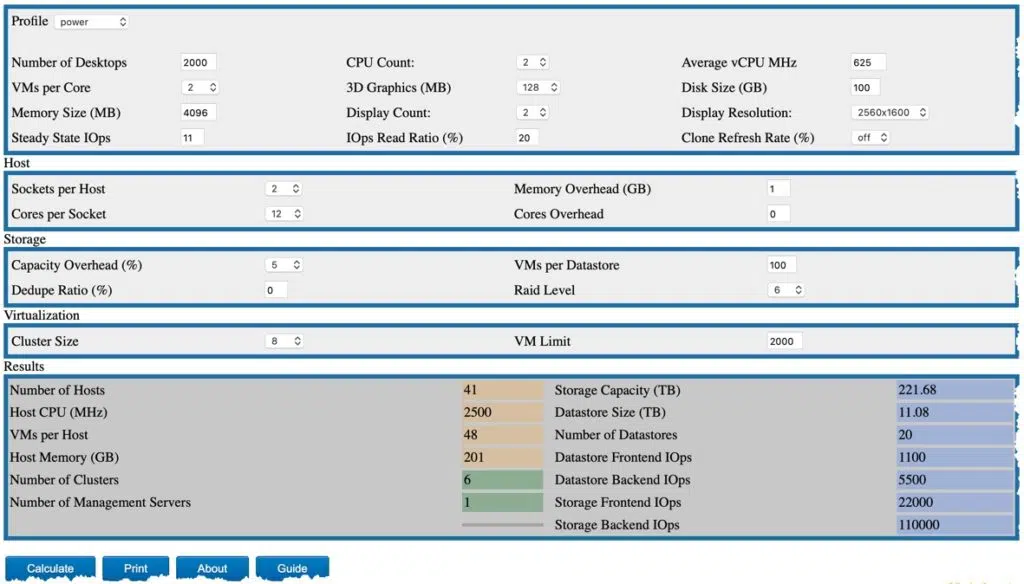 Profile power
Number of Desktops 2000 CPU Count: 2 Average vCPU MHz 625
VMs per Core 2 3D Graphics (MB) 128 Disk Size (GB) 100
Memory Size (MB) 4096 Display Count: 2 Display Resolution: 2560x1600
Steady State IOps 11 IOps Read Ratio (%) 20 Clone Refresh Rate (%) off
Host
Sockets per Host 2 Memory Overhead (GB) 1
Cores per Socket 12 Cores Overhead 0
Storage
Capacity Overhead (%) 5 VMs per Datastore 100
Dedupe Ratio (%) 0 Raid Level 6
Virtualization
Cluster Size 8 VM Limit 2000
Results
Number of Hosts 41 Storage Capacity (TB) 221.68
Host CPU (MHz) 2500 Datastore Size (TB) 11.08
VMs per Host 48 Number of Datastores 20
Host Memory (GB) 201 Datastore Frontend IOps 1100
Number of Clusters 6 Datastore Backend IOps 5500
Number of Management Servers 1 Storage Frontend IOps 22000
Storage Backend IOps 110000
Calculate Print About Guide